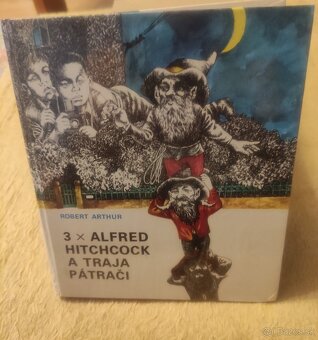 ROBERT ARTHUR
3 × ALFRED
HITCHCOCK
A TRAJA
PÁTRAČI